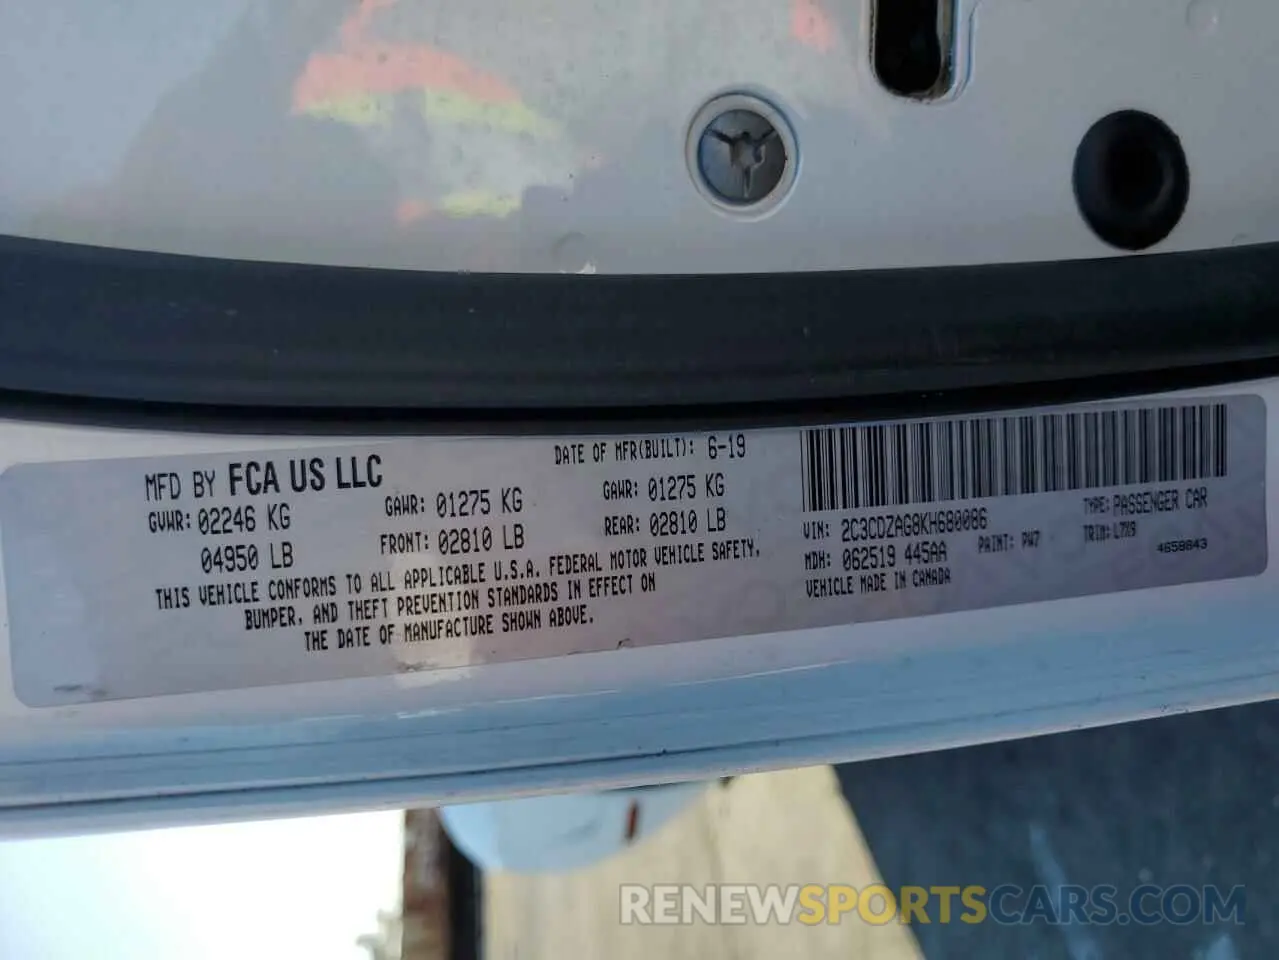 MFD BY FCA US LLC
DATE OF MFR(BUILT): 6-19
GVWR: 02246 KG
04950 LB
GAWR: 01275 KG
FRONT: 02810 LB
GAWR: 01275 KG
REAR: 02810 LB
THIS VEHICLE CONFORMS TO ALL APPLICABLE U.S.A. FEDERAL MOTOR VEHICLE SAFETY,
BUMPER, AND THEFT PREVENTION STANDARDS IN EFFECT ON
THE DATE OF MANUFACTURE SHOWN ABOVE.
VIN: 2C3CDZAG8KH680086
TYPE: PASSENGER CAR
MDH: 062519 445AA
PAINT: PW7
TRIM: L7X9
VEHICLE MADE IN CANADA
4658643
RENEWSPORTSCARS.COM